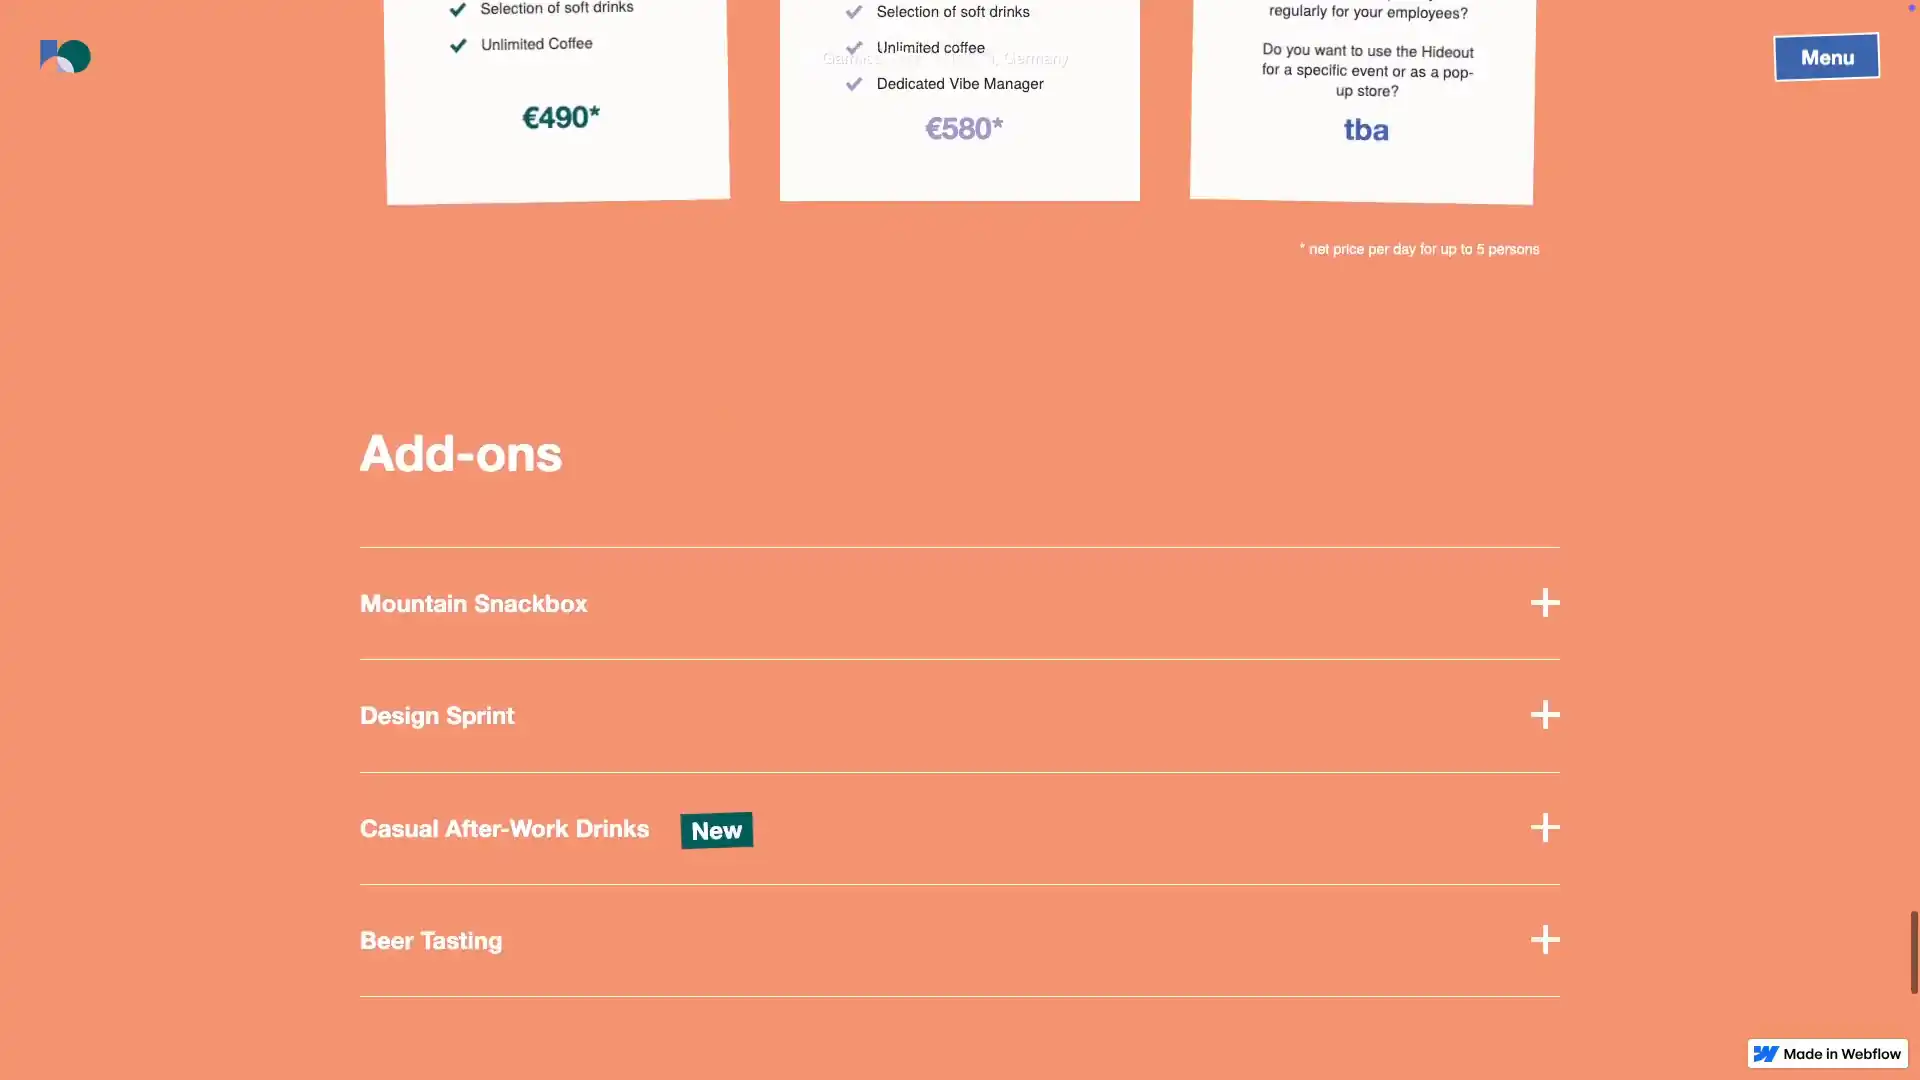 Selection of soft drinks
Unlimited Coffee
€490*
Selection of soft drinks
Unlimited coffee
Dedicated Vibe Manager
€580*
regularly for your employees?
Do you want to use the Hideout
for a specific event or as a pop-
up store?
tba
Germany
Menu
* net price per day for up to 5 persons
Add-ons
Mountain Snackbox
Design Sprint
Casual After-Work Drinks
New
Beer Tasting
Made in Webflow